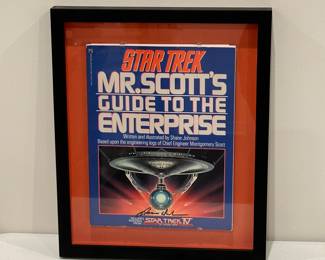 STAR TREK
MR. SCOTT'S
GUIDE TO THE
ENTERPRISE
Written and illustrated by Shane Johnson
Based upon the engineering logs of Chief Engineer Montgomery Scott
STAR TREK IV